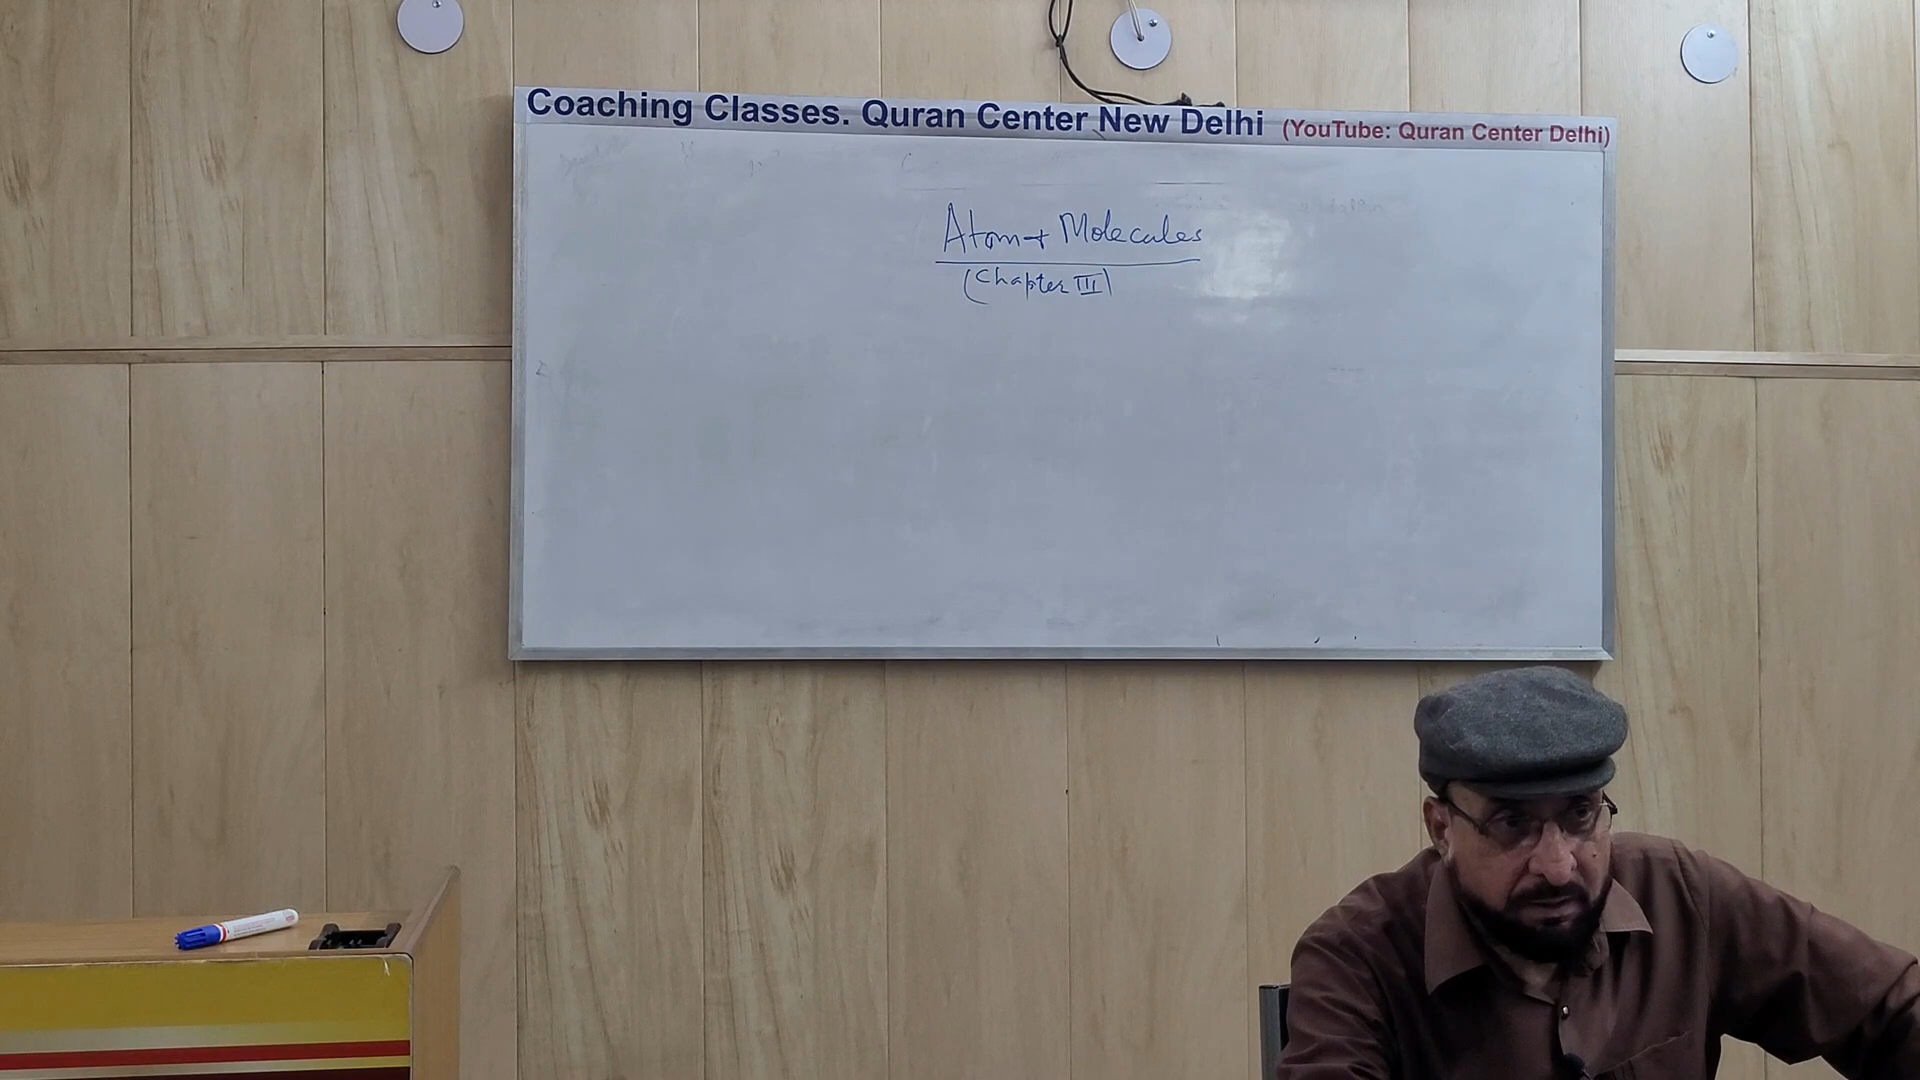 Coaching Classes. Quran Center New Delhi (YouTube: Quran Center Delhi)
Atom + Molecules
(Chapter III)